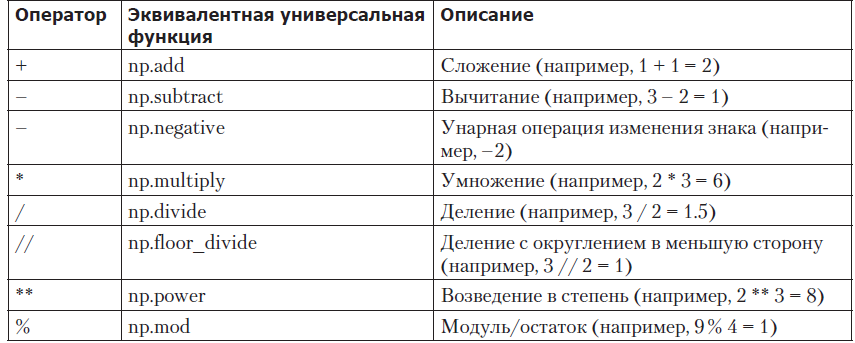 Оператор Эквивалентная универсальная Описание
функция
+ np.add Сложение (например, 1 + 1 = 2)
– np.subtract Вычитание (например, 3 – 2 = 1)
– np.negative Унарная операция изменения знака (напри-
мер, –2)
* np.multiply Умножение (например, 2 * 3 = 6)
/ np.divide Деление (например, 3 / 2 = 1.5)
// np.floor_divide Деление с округлением в меньшую сторону
(например, 3 // 2 = 1)
** np.power Возведение в степень (например, 2 ** 3 = 8)
% np.mod Модуль/остаток (например, 9 % 4 = 1)